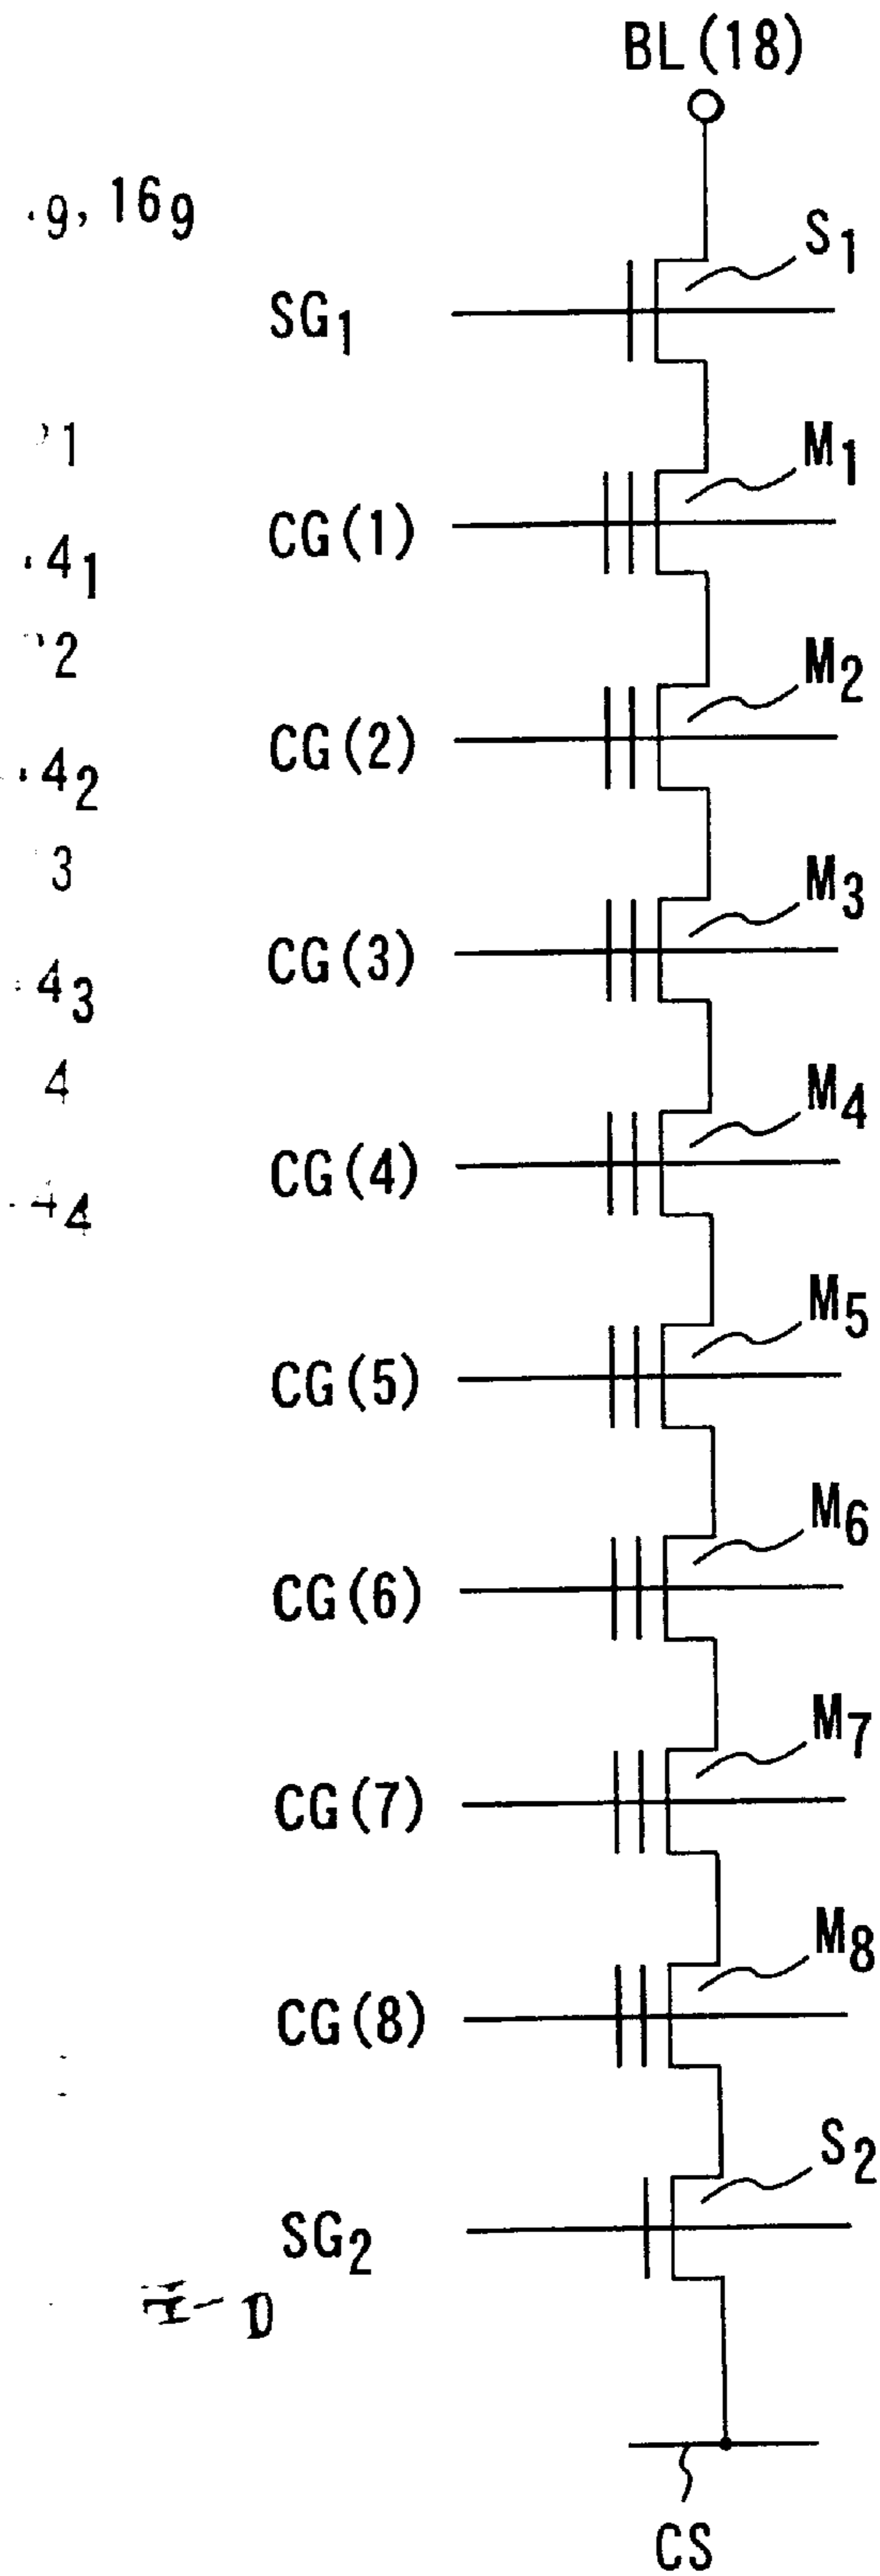 BL(18)
9, 16₉
S₁
SG₁
M₁
1
CG(1)
4₁
M₂
2
CG(2)
4₂
M₃
3
CG(3)
4₃
M₄
4
CG(4)
4₄
M₅
CG(5)
M₆
CG(6)
M₇
CG(7)
M₈
CG(8)
S₂
SG₂
D
CS